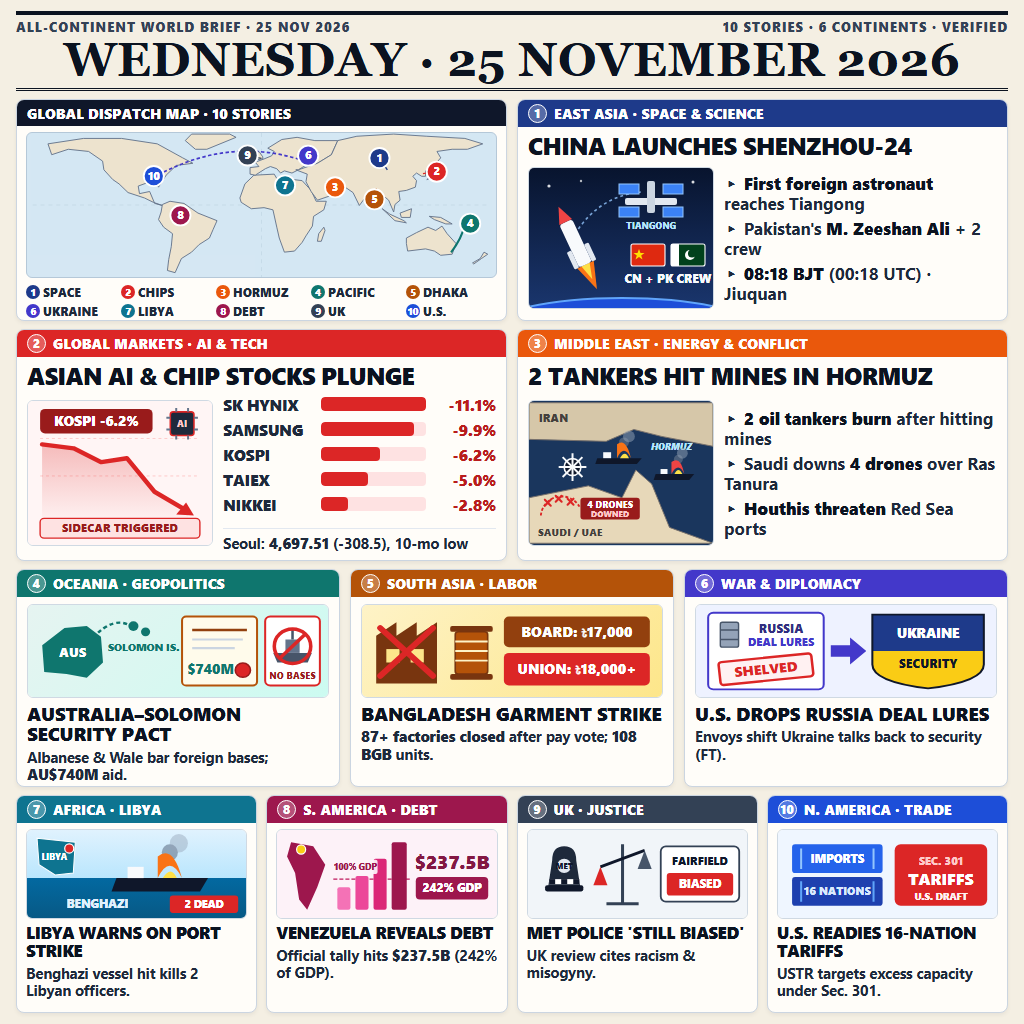 ALL-CONTINENT WORLD BRIEF · 25 NOV 2026
10 STORIES · 6 CONTINENTS · VERIFIED
WEDNESDAY · 25 NOVEMBER 2026
GLOBAL DISPATCH MAP · 10 STORIES
1
2
3
4
5
6
7
8
9
10
1 SPACE
2 CHIPS
3 HORMUZ
4 PACIFIC
5 DHAKA
6 UKRAINE
7 LIBYA
8 DEBT
9 UK
10 U.S.
1 EAST ASIA · SPACE & SCIENCE
CHINA LAUNCHES SHENZHOU-24
TIANGONG
CN + PK CREW
▸ First foreign astronaut
reaches Tiangong
▸ Pakistan's M. Zeeshan Ali + 2
crew
▸ 08:18 BJT (00:18 UTC) ·
Jiuquan
2 GLOBAL MARKETS · AI & TECH
ASIAN AI & CHIP STOCKS PLUNGE
KOSPI -6.2%
AI
SIDECAR TRIGGERED
SK HYNIX -11.1%
SAMSUNG -9.9%
KOSPI -6.2%
TAIEX -5.0%
NIKKEI -2.8%
Seoul: 4,697.51 (-308.5), 10-mo low
3 MIDDLE EAST · ENERGY & CONFLICT
2 TANKERS HIT MINES IN HORMUZ
IRAN
HORMUZ
4 DRONES
DOWNED
SAUDI / UAE
▸ 2 oil tankers burn after hitting
mines
▸ Saudi downs 4 drones over Ras
Tanura
▸ Houthis threaten Red Sea
ports
4 OCEANIA · GEOPOLITICS
AUS
SOLOMON IS.
$740M
NO BASES
AUSTRALIA–SOLOMON
SECURITY PACT
Albanese & Wale bar foreign bases;
AU$740M aid.
5 SOUTH ASIA · LABOR
BOARD: ৳17,000
UNION: ৳18,000+
BANGLADESH GARMENT STRIKE
87+ factories closed after pay vote; 108
BGB units.
6 WAR & DIPLOMACY
RUSSIA
DEAL LURES
SHELVED
UKRAINE
SECURITY
U.S. DROPS RUSSIA DEAL LURES
Envoys shift Ukraine talks back to security
(FT).
7 AFRICA · LIBYA
LIBYA
BENGHAZI
2 DEAD
LIBYA WARNS ON PORT
STRIKE
Benghazi vessel hit kills 2
Libyan officers.
8 S. AMERICA · DEBT
100% GDP
$237.5B
242% GDP
VENEZUELA REVEALS DEBT
Official tally hits $237.5B (242%
of GDP).
9 UK · JUSTICE
MET
FAIRFIELD
BIASED
MET POLICE 'STILL BIASED'
UK review cites racism &
misogyny.
10 N. AMERICA · TRADE
IMPORTS
16 NATIONS
SEC. 301
TARIFFS
U.S. DRAFT
U.S. READIES 16-NATION
TARIFFS
USTR targets excess capacity
under Sec. 301.